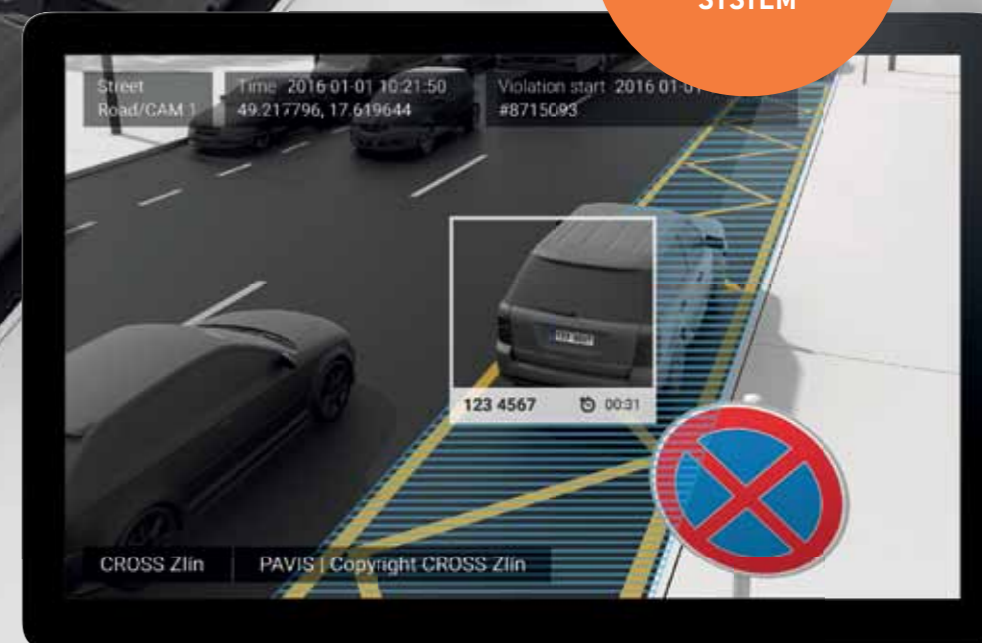 SYSTEM
Street
Road/CAM 1
Time 2016-01-01 10:21:50
49.217796, 17.619644
Violation start 2016 01-01
#8715093
123 4567
00:31
CROSS Zlín
PAVIS | Copyright CROSS Zlín